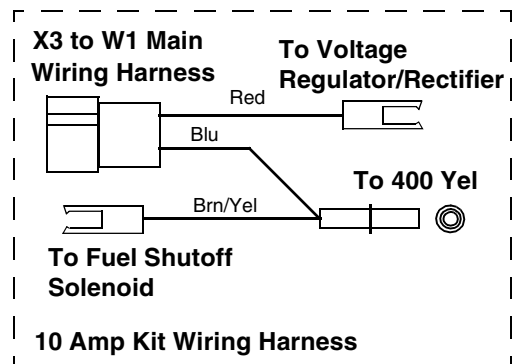 X3 to W1 Main
Wiring Harness
To Voltage
Regulator/Rectifier
Red
Blu
To 400 Yel
Brn/Yel
To Fuel Shutoff
Solenoid
10 Amp Kit Wiring Harness